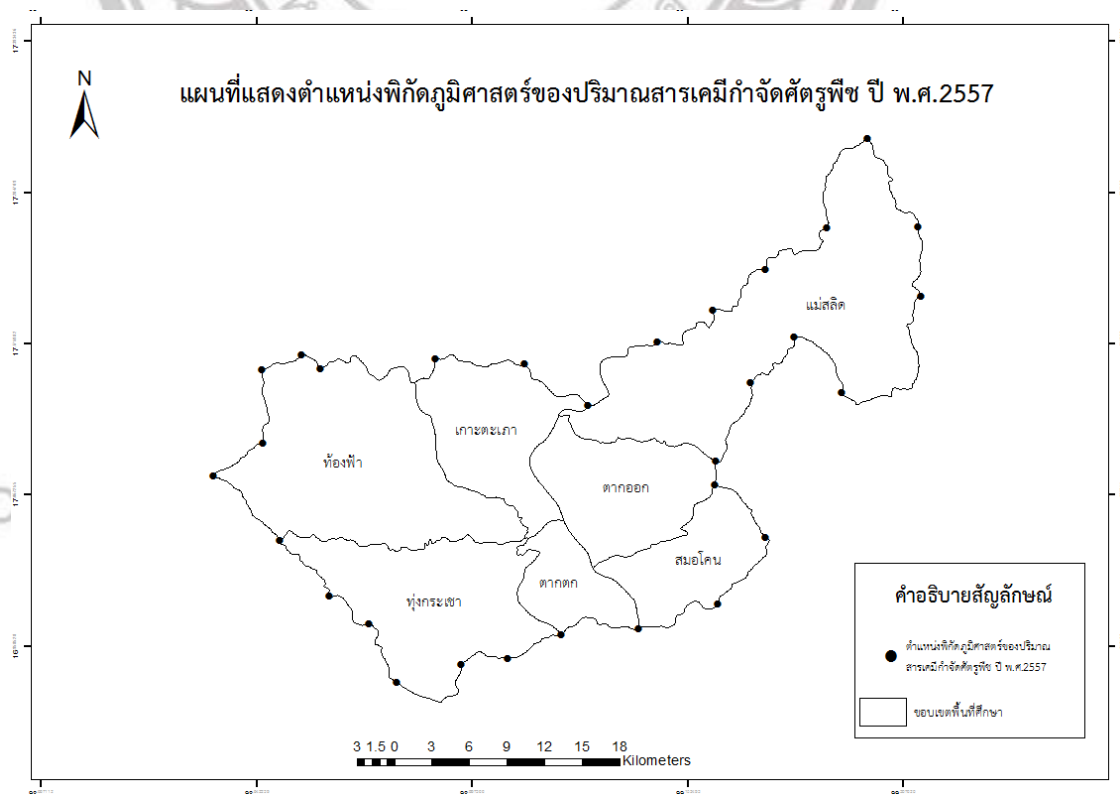 แผนที่แสดงตำแหน่งพิกัดภูมิศาสตร์ของปริมาณสารเคมีกำจัดศัตรูพืช ปี พ.ศ.2557
N
แม่สลิด
เกาะตะเภา
ท้องฟ้า
ตากออก
สมอโคน
ตากตก
ทุ่งกระเชา
คำอธิบายสัญลักษณ์
ตำแหน่งพิกัดภูมิศาสตร์ของปริมาณ
สารเคมีกำจัดศัตรูพืช ปี พ.ศ.2557
ขอบเขตพื้นที่ศึกษา
3 1.5 0 3 6 9 12 15 18
Kilometers